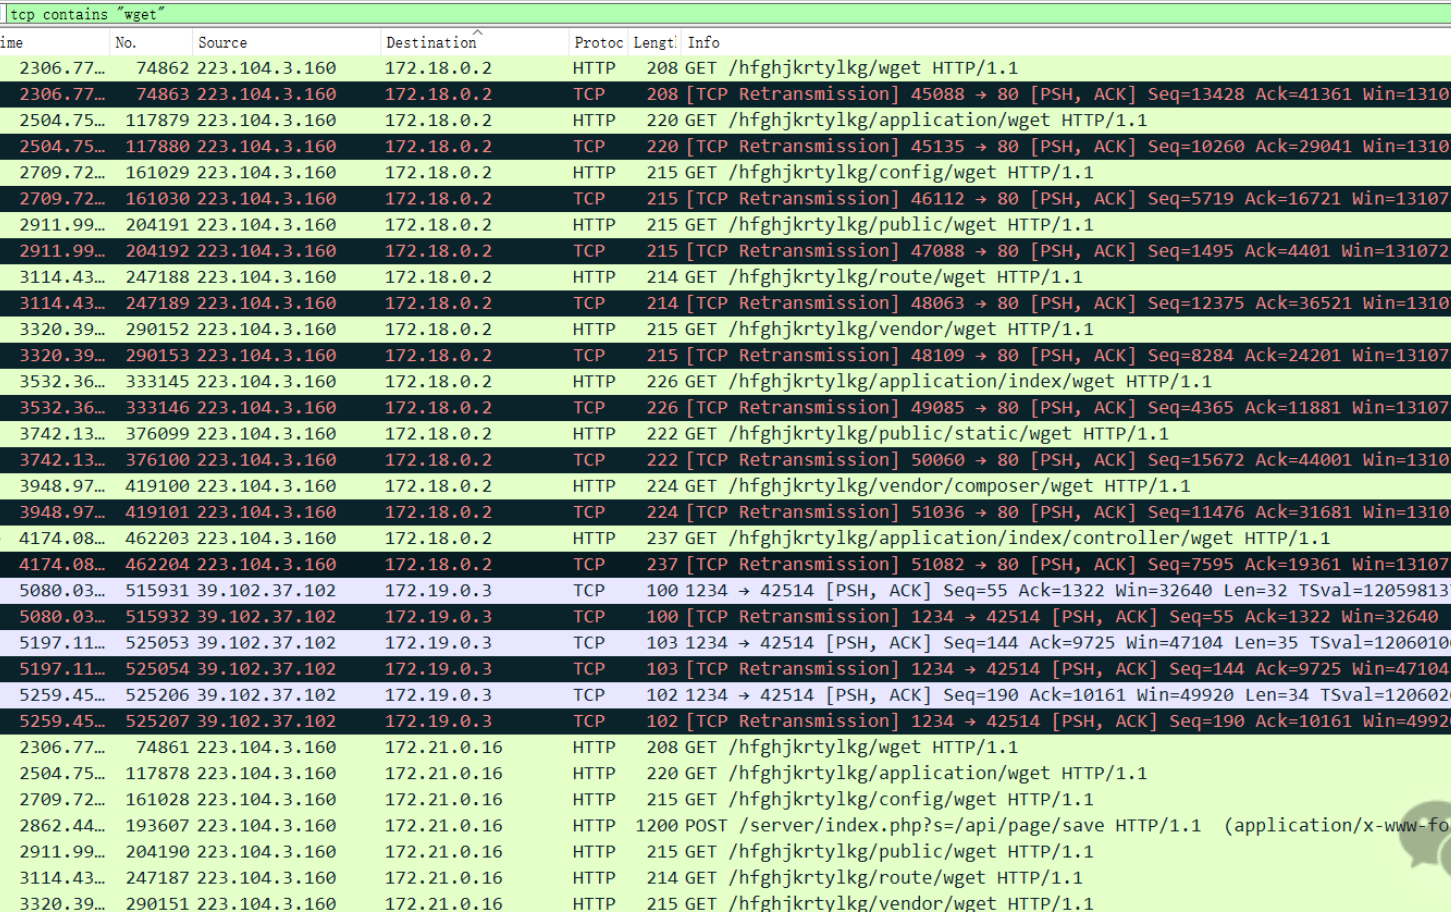 tcp contains "wget"
ime No. Source Destination Protoc Lengtl Info
2306.77… 74862 223.104.3.160 172.18.0.2 HTTP 208 GET /hfghjkrtylkg/wget HTTP/1.1
2306.77… 74863 223.104.3.160 172.18.0.2 TCP 208 [TCP Retransmission] 45088 → 80 [PSH, ACK] Seq=13428 Ack=41361 Win=13107
2504.75… 117879 223.104.3.160 172.18.0.2 HTTP 220 GET /hfghjkrtylkg/application/wget HTTP/1.1
2504.75… 117880 223.104.3.160 172.18.0.2 TCP 220 [TCP Retransmission] 45135 → 80 [PSH, ACK] Seq=10260 Ack=29041 Win=13107
2709.72… 161029 223.104.3.160 172.18.0.2 HTTP 215 GET /hfghjkrtylkg/config/wget HTTP/1.1
2709.72… 161030 223.104.3.160 172.18.0.2 TCP 215 [TCP Retransmission] 46112 → 80 [PSH, ACK] Seq=5719 Ack=16721 Win=13107
2911.99… 204191 223.104.3.160 172.18.0.2 HTTP 215 GET /hfghjkrtylkg/public/wget HTTP/1.1
2911.99… 204192 223.104.3.160 172.18.0.2 TCP 215 [TCP Retransmission] 47088 → 80 [PSH, ACK] Seq=1495 Ack=4401 Win=131072
3114.43… 247188 223.104.3.160 172.18.0.2 HTTP 214 GET /hfghjkrtylkg/route/wget HTTP/1.1
3114.43… 247189 223.104.3.160 172.18.0.2 TCP 214 [TCP Retransmission] 48063 → 80 [PSH, ACK] Seq=12375 Ack=36521 Win=13107
3320.39… 290152 223.104.3.160 172.18.0.2 HTTP 215 GET /hfghjkrtylkg/vendor/wget HTTP/1.1
3320.39… 290153 223.104.3.160 172.18.0.2 TCP 215 [TCP Retransmission] 48109 → 80 [PSH, ACK] Seq=8284 Ack=24201 Win=13107
3532.36… 333145 223.104.3.160 172.18.0.2 HTTP 226 GET /hfghjkrtylkg/application/index/wget HTTP/1.1
3532.36… 333146 223.104.3.160 172.18.0.2 TCP 226 [TCP Retransmission] 49085 → 80 [PSH, ACK] Seq=4365 Ack=11881 Win=13107
3742.13… 376099 223.104.3.160 172.18.0.2 HTTP 222 GET /hfghjkrtylkg/public/static/wget HTTP/1.1
3742.13… 376100 223.104.3.160 172.18.0.2 TCP 222 [TCP Retransmission] 50060 → 80 [PSH, ACK] Seq=15672 Ack=44001 Win=13107
3948.97… 419100 223.104.3.160 172.18.0.2 HTTP 224 GET /hfghjkrtylkg/vendor/composer/wget HTTP/1.1
3948.97… 419101 223.104.3.160 172.18.0.2 TCP 224 [TCP Retransmission] 51036 → 80 [PSH, ACK] Seq=11476 Ack=31681 Win=13107
4174.08… 462203 223.104.3.160 172.18.0.2 HTTP 237 GET /hfghjkrtylkg/application/index/controller/wget HTTP/1.1
4174.08… 462204 223.104.3.160 172.18.0.2 TCP 237 [TCP Retransmission] 51082 → 80 [PSH, ACK] Seq=7595 Ack=19361 Win=13107
5080.03… 515931 39.102.37.102 172.19.0.3 TCP 100 1234 → 42514 [PSH, ACK] Seq=55 Ack=1322 Win=32640 Len=32 TSval=12059813
5080.03… 515932 39.102.37.102 172.19.0.3 TCP 100 [TCP Retransmission] 1234 → 42514 [PSH, ACK] Seq=55 Ack=1322 Win=32640
5197.11… 525053 39.102.37.102 172.19.0.3 TCP 103 1234 → 42514 [PSH, ACK] Seq=144 Ack=9725 Win=47104 Len=35 TSval=1206010
5197.11… 525054 39.102.37.102 172.19.0.3 TCP 103 [TCP Retransmission] 1234 → 42514 [PSH, ACK] Seq=144 Ack=9725 Win=47104
5259.45… 525206 39.102.37.102 172.19.0.3 TCP 102 1234 → 42514 [PSH, ACK] Seq=190 Ack=10161 Win=49920 Len=34 TSval=120602
5259.45… 525207 39.102.37.102 172.19.0.3 TCP 102 [TCP Retransmission] 1234 → 42514 [PSH, ACK] Seq=190 Ack=10161 Win=4992
2306.77… 74861 223.104.3.160 172.21.0.16 HTTP 208 GET /hfghjkrtylkg/wget HTTP/1.1
2504.75… 117878 223.104.3.160 172.21.0.16 HTTP 220 GET /hfghjkrtylkg/application/wget HTTP/1.1
2709.72… 161028 223.104.3.160 172.21.0.16 HTTP 215 GET /hfghjkrtylkg/config/wget HTTP/1.1
2862.44… 193607 223.104.3.160 172.21.0.16 HTTP 1200 POST /server/index.php?s=/api/page/save HTTP/1.1 (application/x-www-fo
2911.99… 204190 223.104.3.160 172.21.0.16 HTTP 215 GET /hfghjkrtylkg/public/wget HTTP/1.1
3114.43… 247187 223.104.3.160 172.21.0.16 HTTP 214 GET /hfghjkrtylkg/route/wget HTTP/1.1
3320.39… 290151 223.104.3.160 172.21.0.16 HTTP 215 GET /hfghjkrtylkg/vendor/wget HTTP/1.1